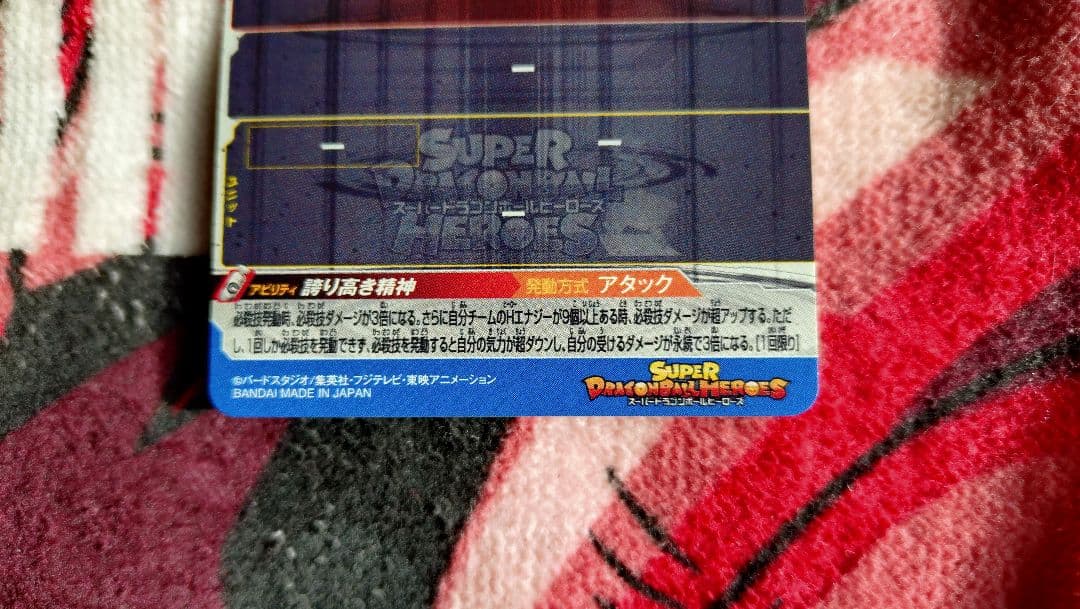 SUPER
DRAGONBALL
スーパードラゴンボールヒーローズ
HEROES
ユニット
アビリティ 誇り高き精神 発動方式 アタック
必殺技発動時、必殺技ダメージが3倍になる。さらに自分チームのHエナジーが9個以上ある時、必殺技ダメージが超アップする。ただ
し、1回しか必殺技を発動できず、必殺技を発動すると自分の気力が超ダウンし、自分の受けるダメージが永続で3倍になる。[1回限り]
©バードスタジオ/集英社・フジテレビ・東映アニメーション
BANDAI MADE IN JAPAN
SUPER
DRAGONBALL HEROES
スーパードラゴンボールヒーローズ